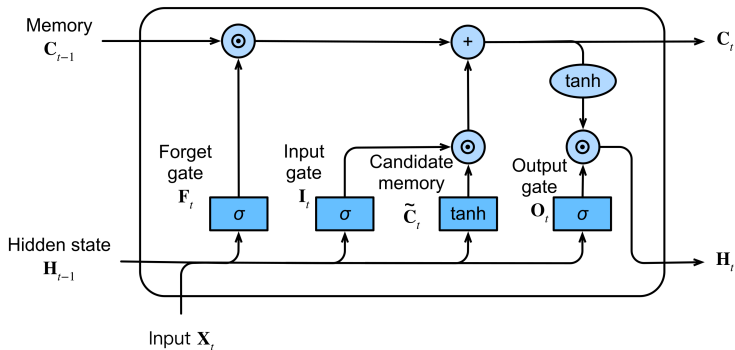 Memory
C_{t-1}
+
C_t
tanh
Forget gate
F_t
Input gate
I_t
Candidate memory
C̃_t
Output gate
O_t
σ
σ
tanh
σ
Hidden state
H_{t-1}
H_t
Input X_t